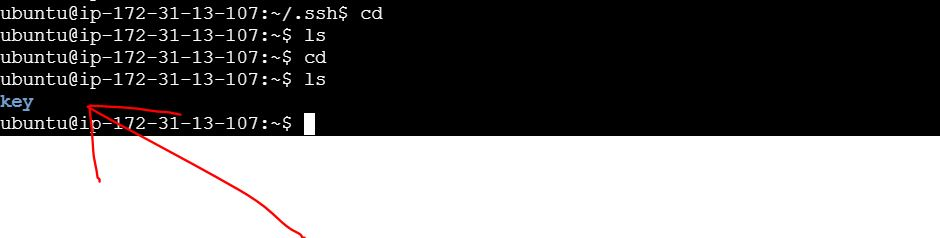 ubuntu@ip-172-31-13-107:~/.ssh$ cd
ubuntu@ip-172-31-13-107:~$ ls
ubuntu@ip-172-31-13-107:~$ cd
ubuntu@ip-172-31-13-107:~$ ls
key
ubuntu@ip-172-31-13-107:~$